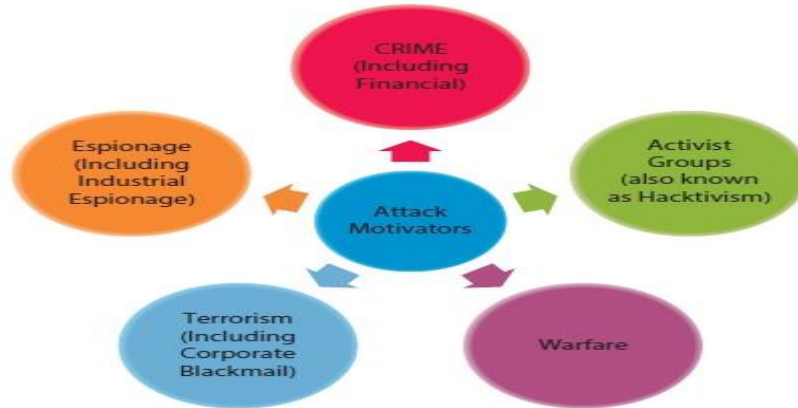 CRIME
(Including
Financial)
Espionage
(Including
Industrial
Espionage)
Activist
Groups
(also known
as Hacktivism)
Attack
Motivators
Terrorism
(Including
Corporate
Blackmail)
Warfare